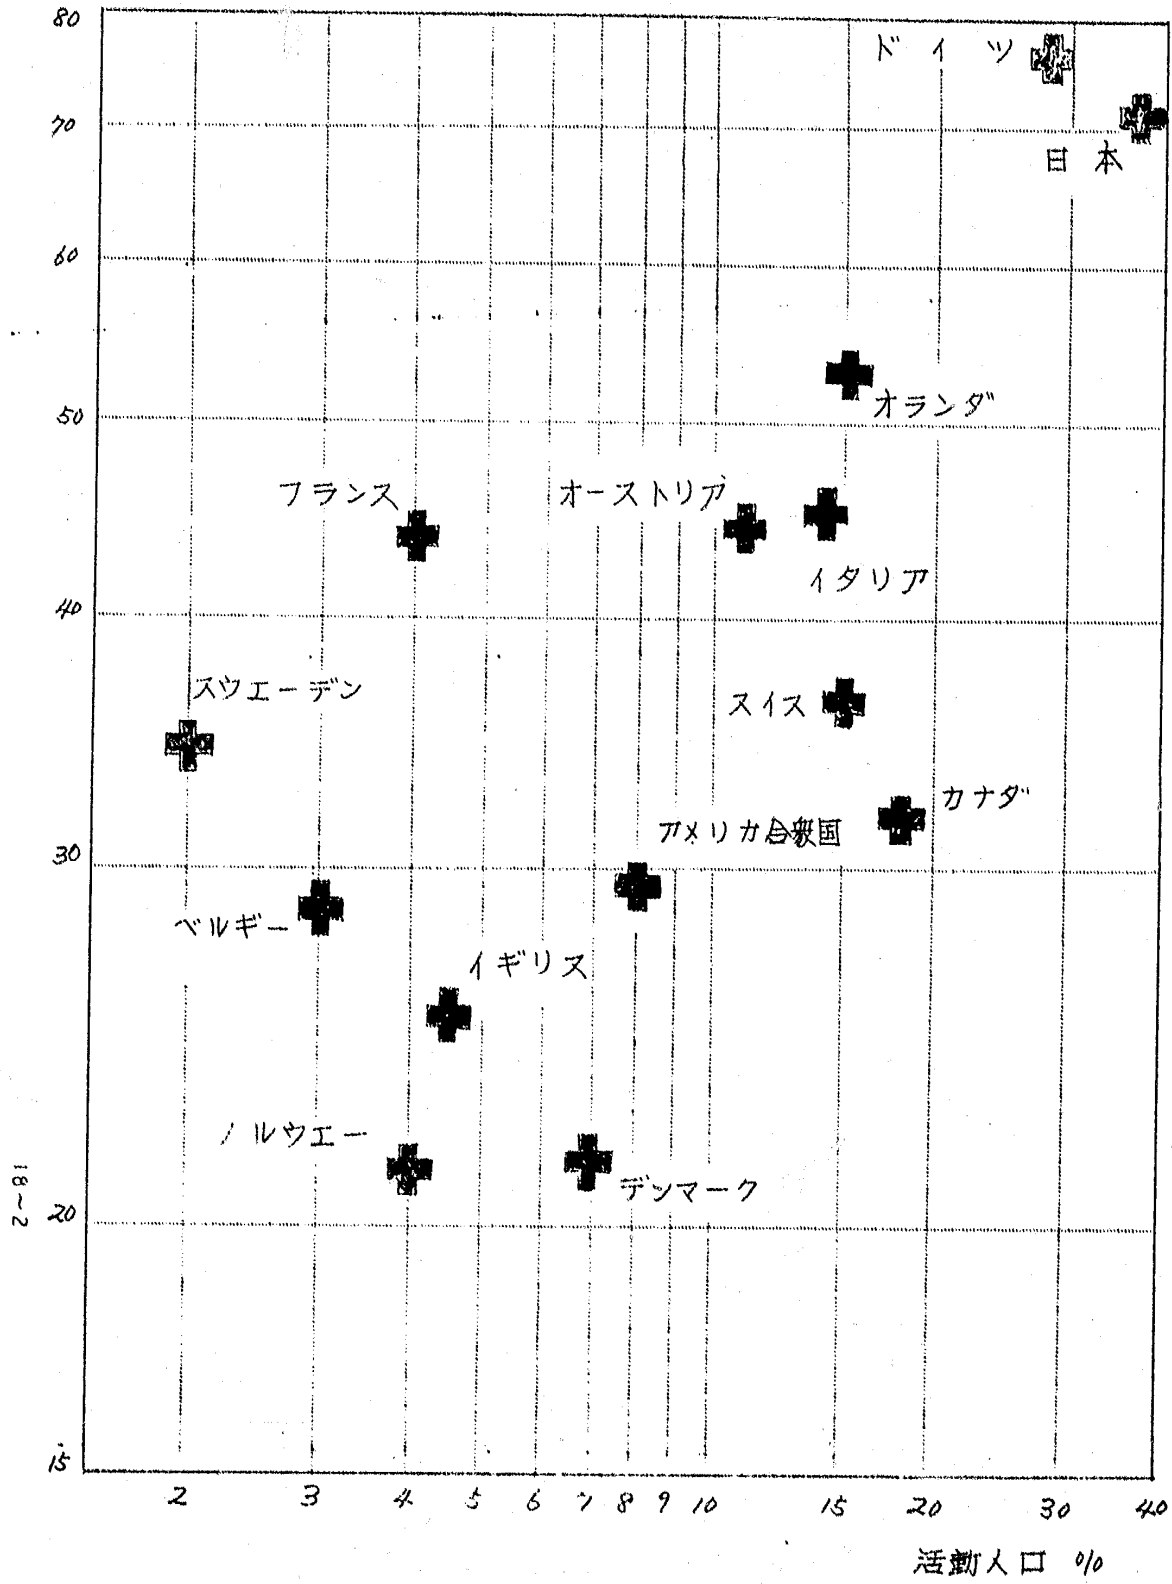 80
ドイツ
70
日本
60
50
オランダ
フランス
オーストリア
イタリア
40
スウエーデン
スイス
カナダ
アメリカ合衆国
30
ベルギー
イギリス
ノルウエー
デンマーク
20
18~2
15
2 3 4 5 6 7 8 9 10 15 20 30 40
活動人口 %